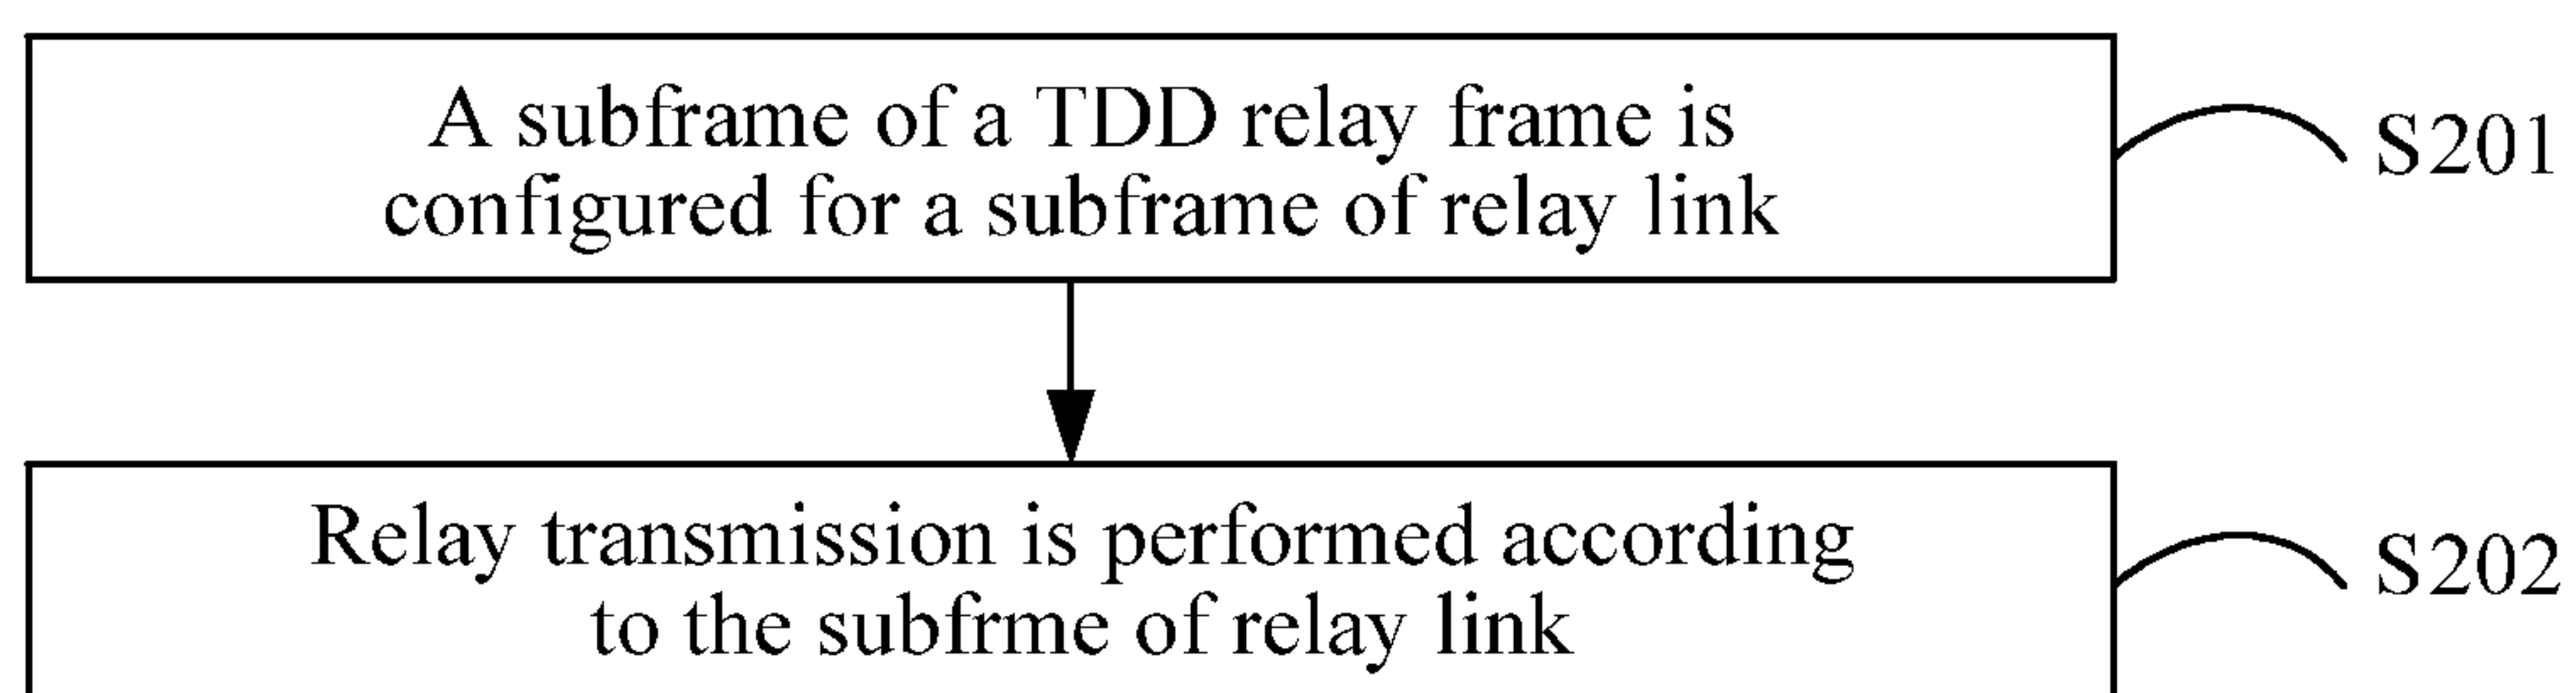 A subframe of a TDD relay frame is
configured for a subframe of relay link
S201
Relay transmission is performed according
to the subfrme of relay link
S202